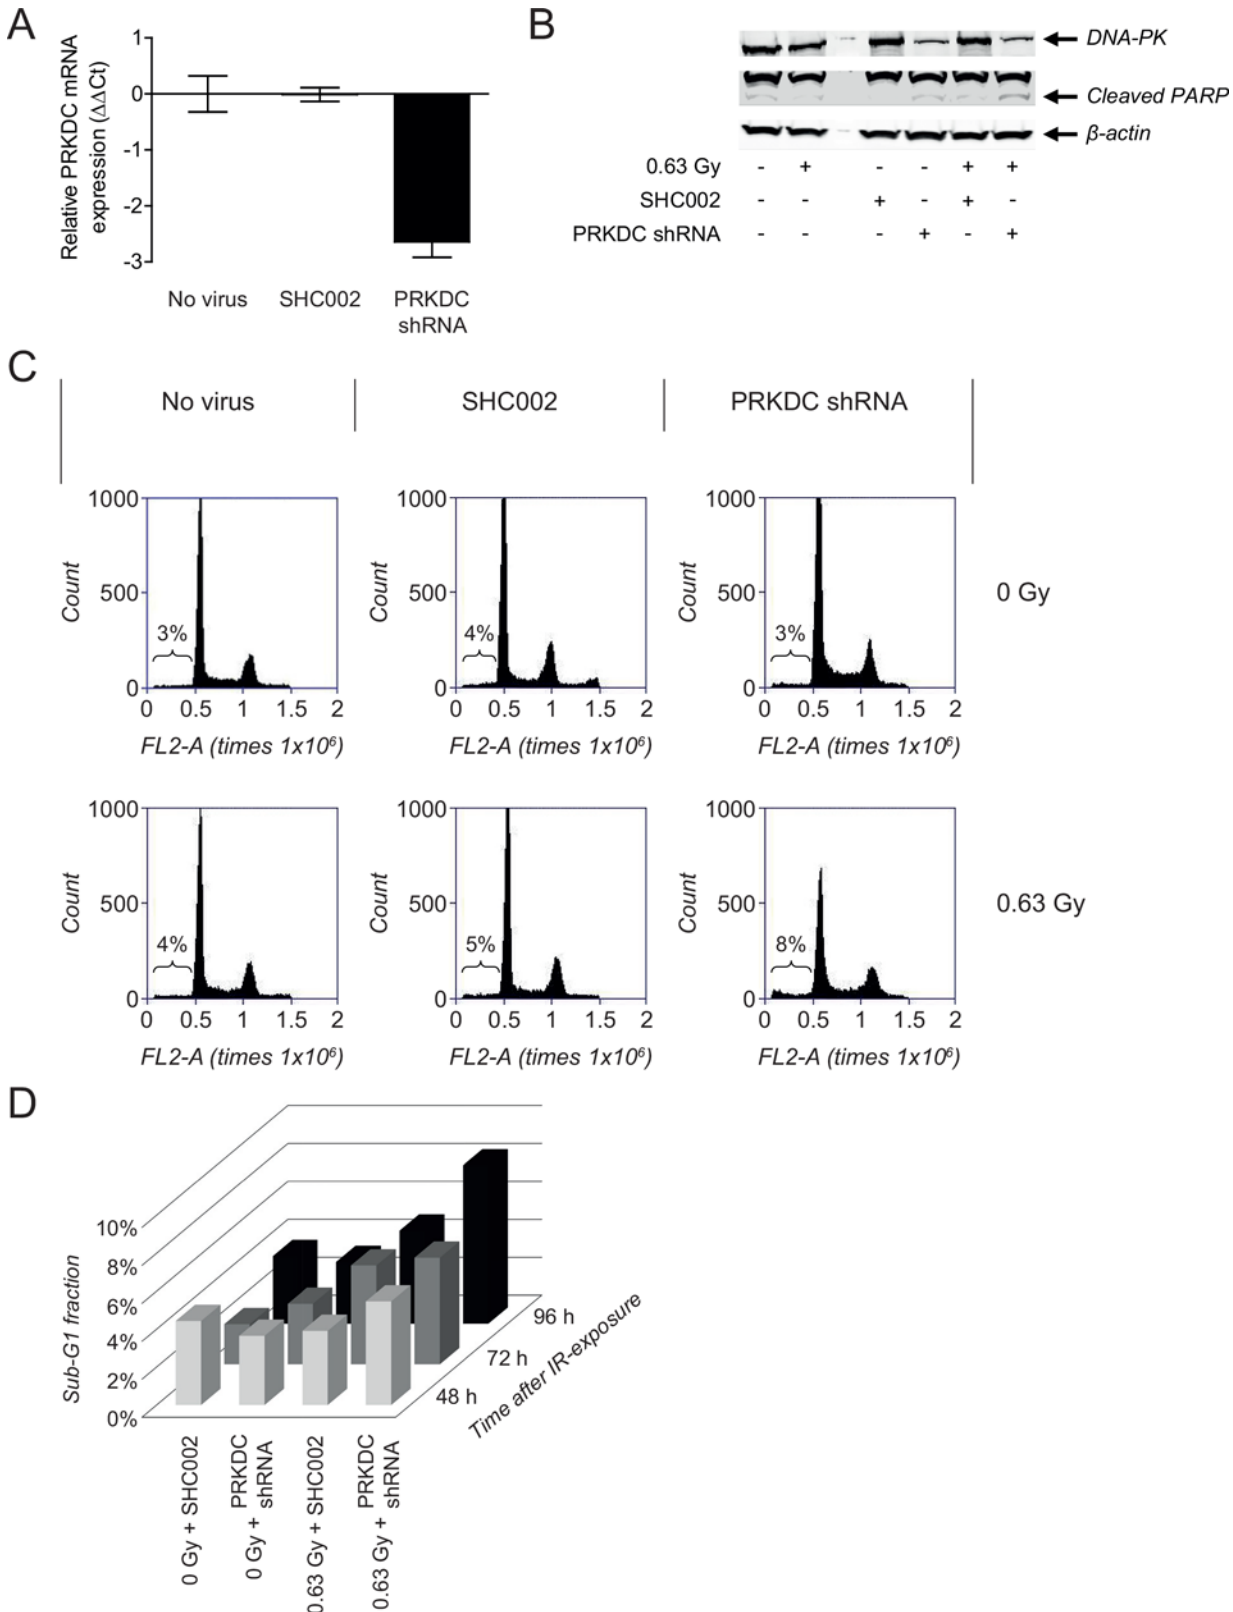 A
Relative PRKDC mRNA
expression (ΔΔCt)
1
0
-1
-2
-3
No virus
SHC002
PRKDC
shRNA
B
DNA-PK
Cleaved PARP
β-actin
0.63 Gy - + - - + +
SHC002 - - + - + -
PRKDC shRNA - - - + - +
C
No virus
SHC002
PRKDC shRNA
1000
500
0
Count
3%
0 0.5 1 1.5 2
FL2-A (times 1x10⁶)
1000
500
0
Count
4%
0 0.5 1 1.5 2
FL2-A (times 1x10⁶)
1000
500
0
Count
3%
0 0.5 1 1.5 2
FL2-A (times 1x10⁶)
0 Gy
1000
500
0
Count
4%
0 0.5 1 1.5 2
FL2-A (times 1x10⁶)
1000
500
0
Count
5%
0 0.5 1 1.5 2
FL2-A (times 1x10⁶)
1000
500
0
Count
8%
0 0.5 1 1.5 2
FL2-A (times 1x10⁶)
0.63 Gy
D
Sub-G1 fraction
10%
8%
6%
4%
2%
0%
96 h
72 h
48 h
Time after IR-exposure
0 Gy + SHC002
PRKDC
shRNA
0 Gy +
0.63 Gy + SHC002
PRKDC
shRNA
0.63 Gy +